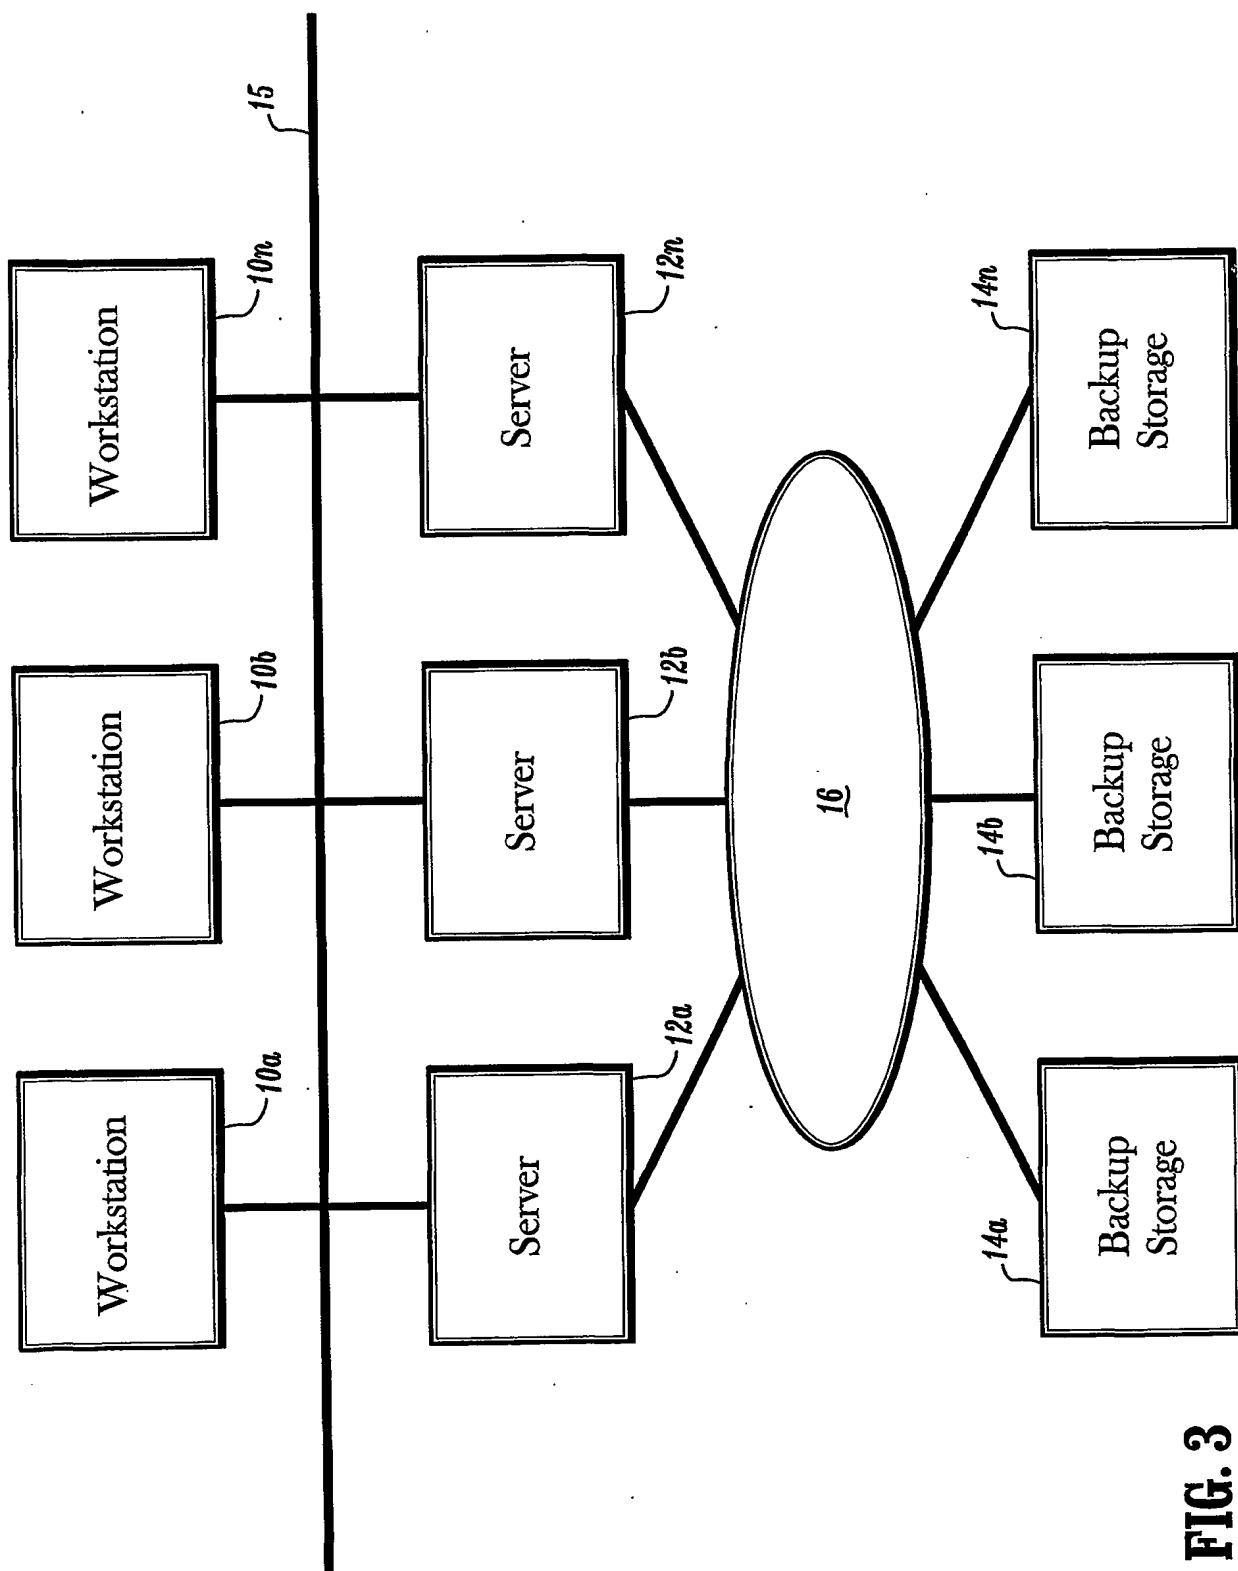 Workstation
Workstation
Workstation
10a
10b
10n
15
Server
Server
Server
12a
12b
12n
16
14a
14b
14n
Backup
Storage
Backup
Storage
Backup
Storage
FIG. 3